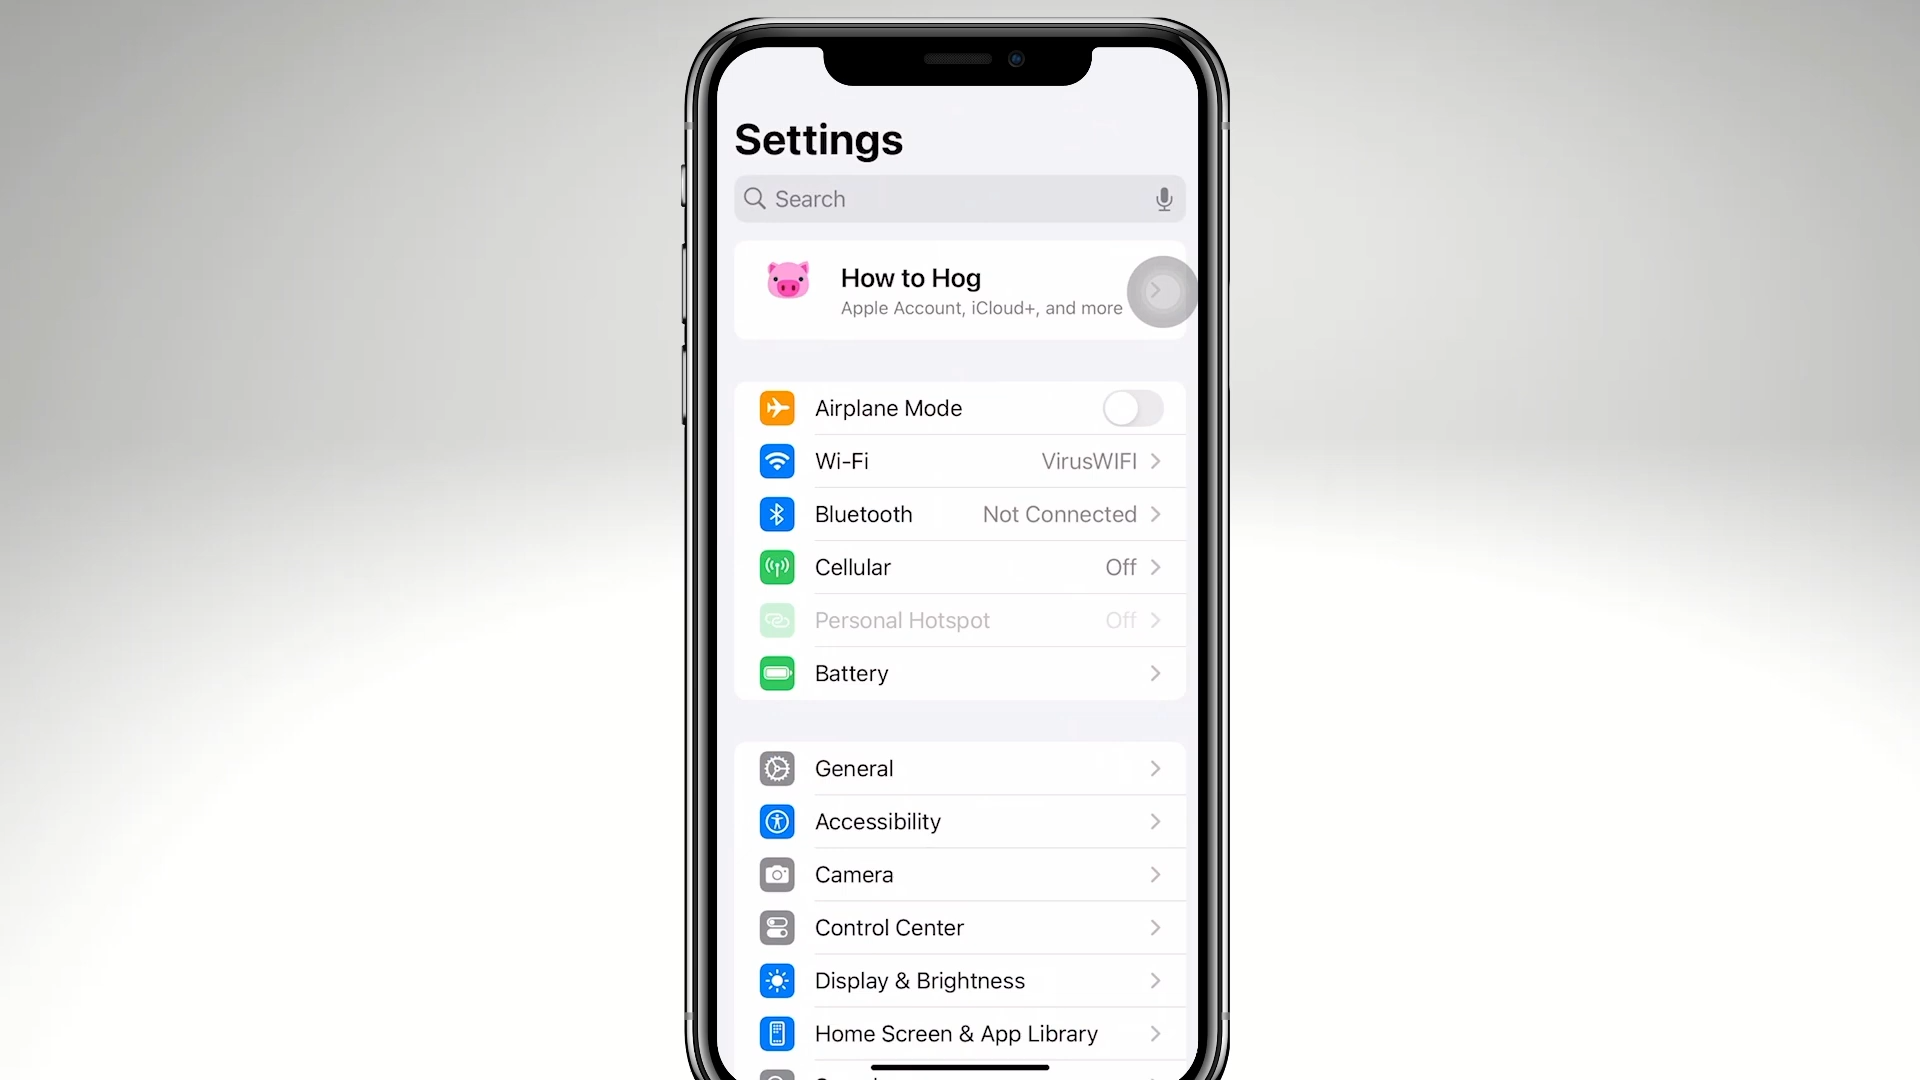 Settings
Search
How to Hog
Apple Account, iCloud+, and more
Airplane Mode
Wi-Fi VirusWIFI
Bluetooth Not Connected
Cellular Off
Personal Hotspot Off
Battery
General
Accessibility
Camera
Control Center
Display & Brightness
Home Screen & App Library